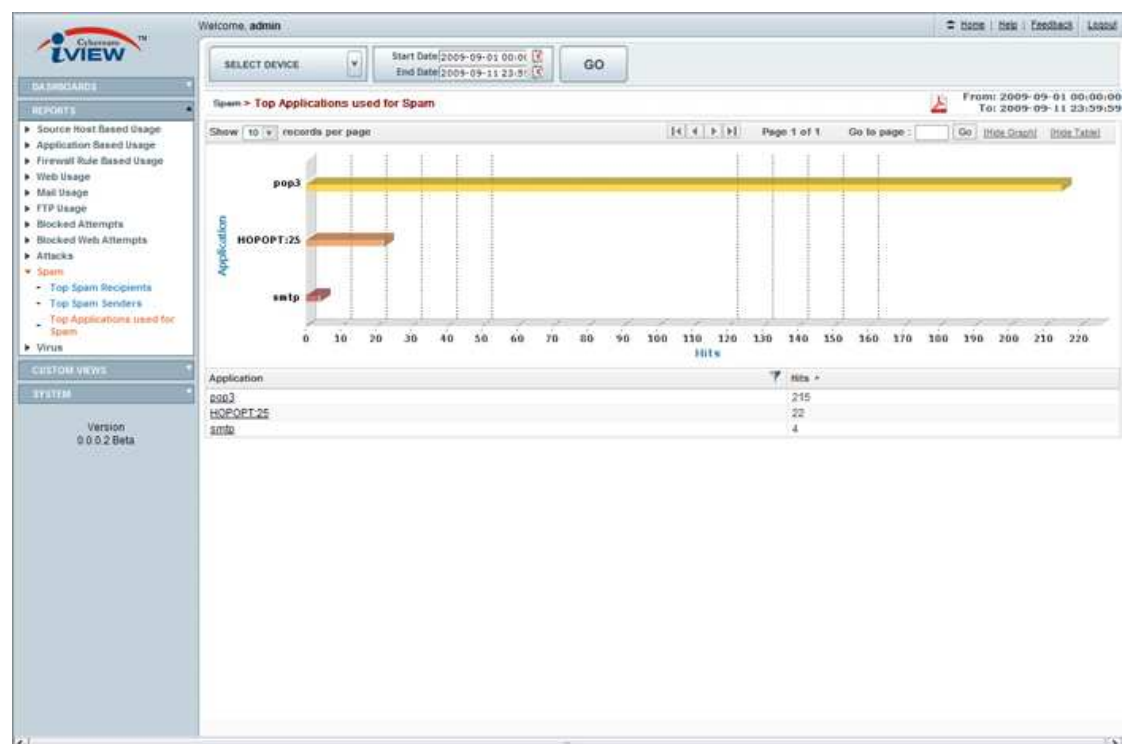 Cyberoam TM
iVIEW
Welcome, admin
Home | Help | Feedback | Logout
SELECT DEVICE
Start Date 2009-09-01 00:0
End Date 2009-09-11 23:5
GO
DASHBOARDS
REPORTS
Source Host Based Usage
Application Based Usage
Firewall Rule Based Usage
Web Usage
Mail Usage
FTP Usage
Blocked Attempts
Blocked Web Attempts
Attacks
Spam
Top Spam Recipients
Top Spam Senders
Top Applications used for
Spam
Virus
CUSTOM VIEWS
SYSTEM
Version
0.0.0.2 Beta
Spam > Top Applications used for Spam
From: 2009-09-01 00:00:00
To: 2009-09-11 23:59:59
Show 10 records per page
Page 1 of 1 Go to page : Go [Hide Graph] [Hide Table]
Application
pop3
HOPOPT:25
smtp
0 10 20 30 40 50 60 70 80 90 100 110 120 130 140 150 160 170 180 190 200 210 220
Hits
Application Hits
pop3 215
HOPOPT:25 22
smtp 4